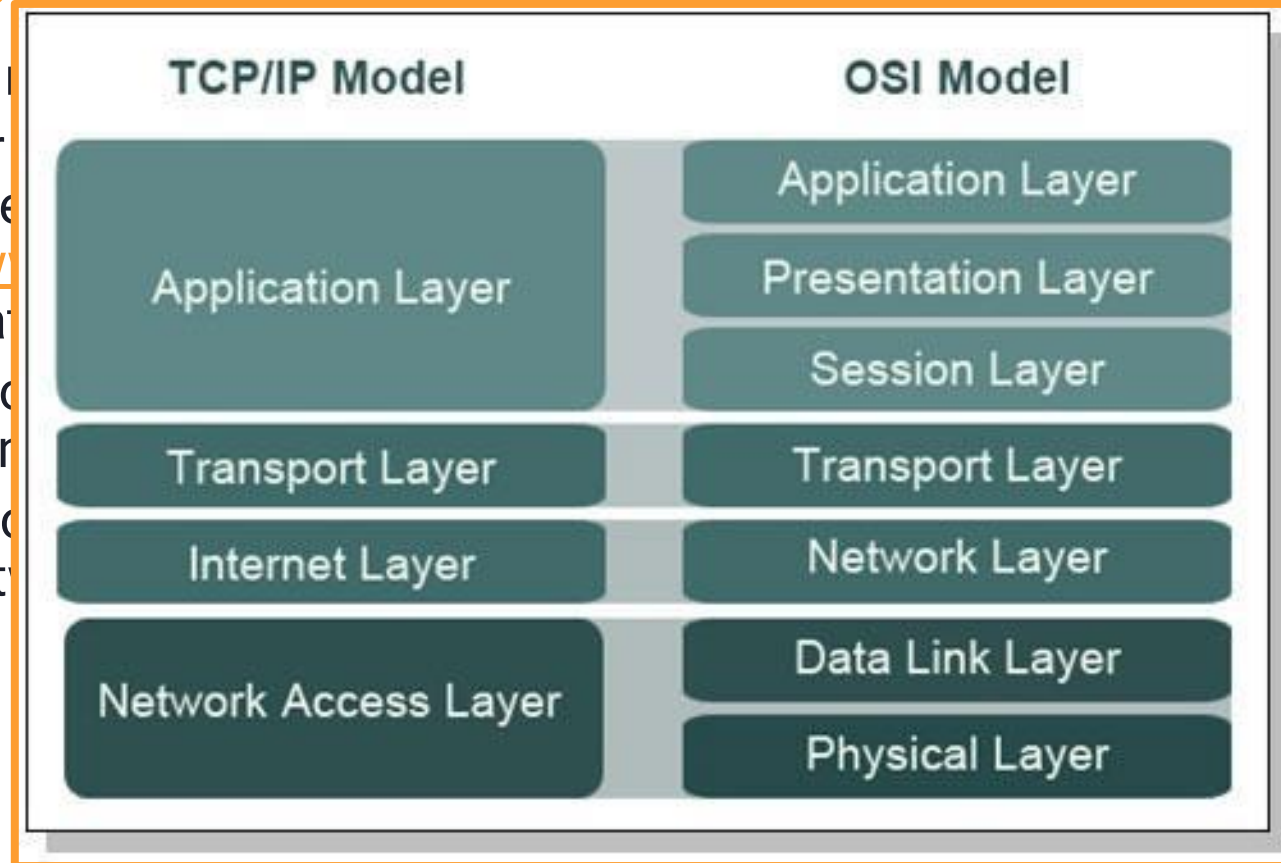 TCP/IP Model
OSI Model
Application Layer
Transport Layer
Internet Layer
Network Access Layer
Application Layer
Presentation Layer
Session Layer
Transport Layer
Network Layer
Data Link Layer
Physical Layer